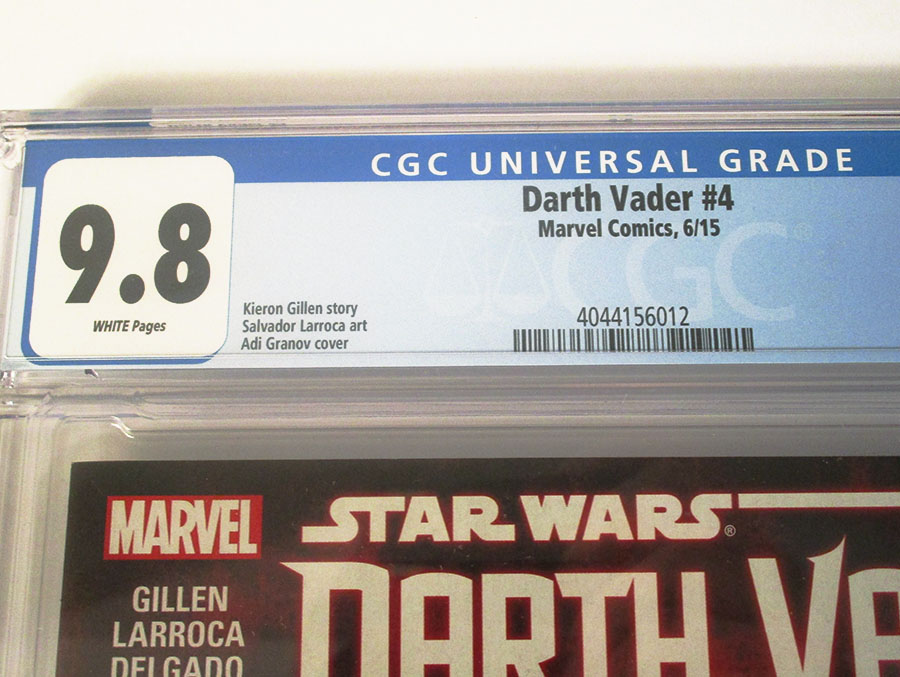 CGC UNIVERSAL GRADE
9.8
WHITE Pages
Darth Vader #4
Marvel Comics, 6/15
CGC®
Kieron Gillen story
Salvador Larroca art
Adi Granov cover
4044156012
MARVEL
STAR WARS®
DARTH VA
GILLEN
LARROCA
DELGADO